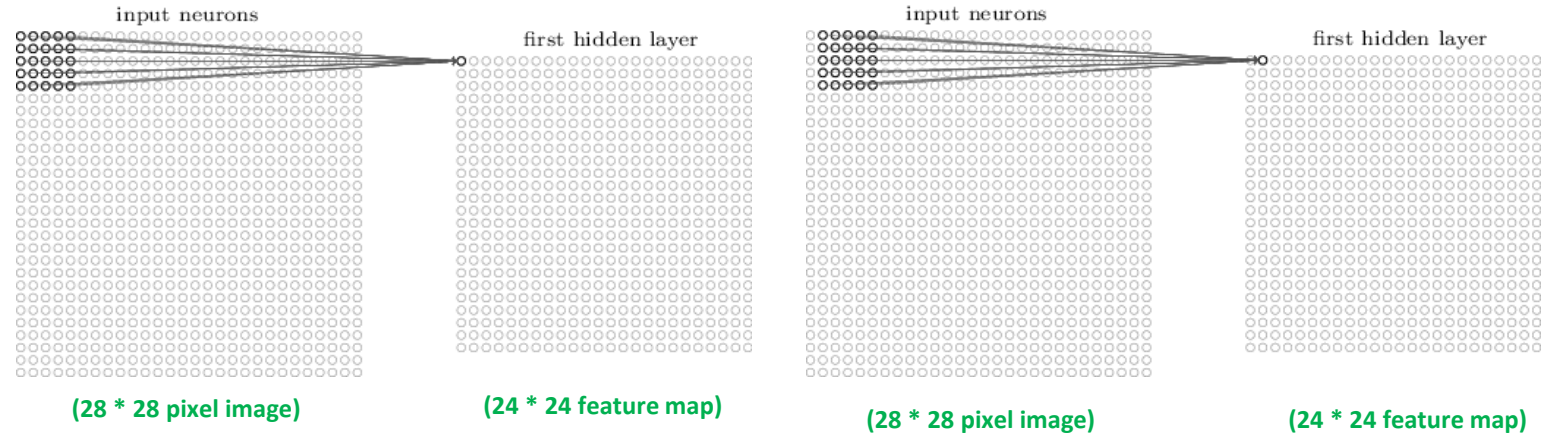 input neurons
first hidden layer
(28 * 28 pixel image)
(24 * 24 feature map)
input neurons
first hidden layer
(28 * 28 pixel image)
(24 * 24 feature map)